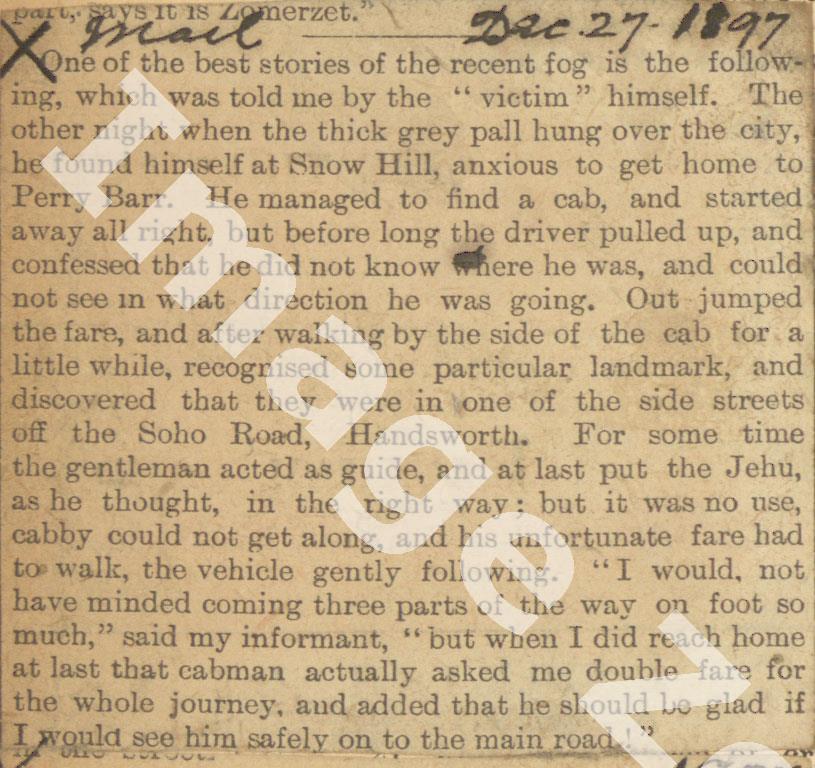 part, says it is Zomerzet."
X Mail Dec. 27. 1897
One of the best stories of the recent fog is the follow-
ing, which was told me by the "victim" himself. The
other night when the thick grey pall hung over the city,
he found himself at Snow Hill, anxious to get home to
Perry Barr. He managed to find a cab, and started
away all right, but before long the driver pulled up, and
confessed that he did not know where he was, and could
not see in what direction he was going. Out jumped
the fare, and after walking by the side of the cab for a
little while, recognised some particular landmark, and
discovered that they were in one of the side streets
off the Soho Road, Handsworth. For some time
the gentleman acted as guide, and at last put the Jehu,
as he thought, in the right way; but it was no use,
cabby could not get along, and his unfortunate fare had
to walk, the vehicle gently following. "I would, not
have minded coming three parts of the way on foot so
much," said my informant, "but when I did reach home
at last that cabman actually asked me double fare for
the whole journey, and added that he should be glad if
I would see him safely on to the main road.!"
Image